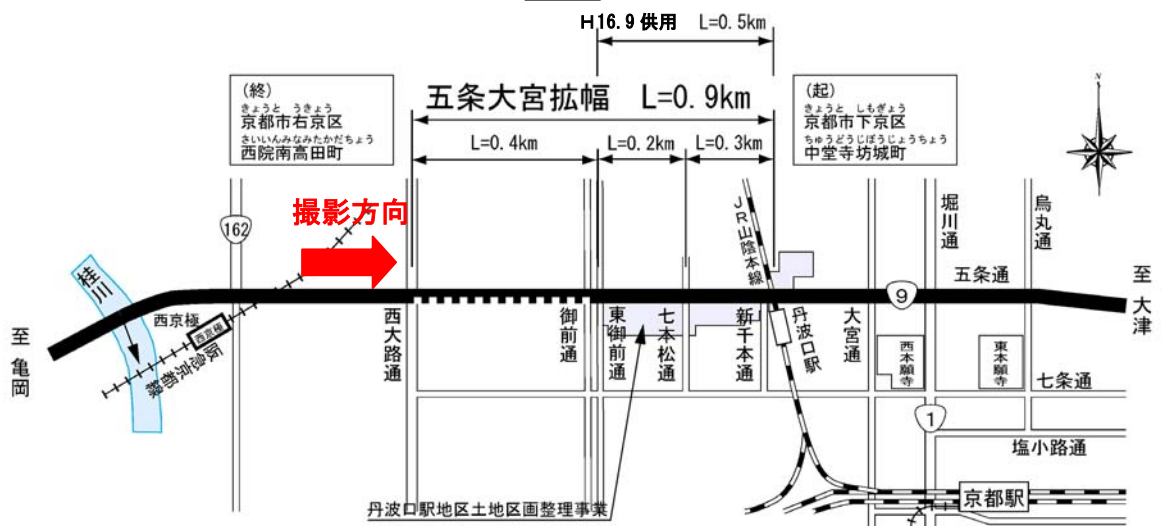 H16.9 供用 L=0.5km
五条大宮拡幅 L=0.9km
(終)
きょうと うきょう
京都市右京区
さいいんみなみたかだちょう
西院南高田町
(起)
きょうと しもぎょう
京都市下京区
ちゅうどうじぼうじょうちょう
中堂寺坊城町
L=0.4km
L=0.2km
L=0.3km
N
撮影方向
162
JR山陰本線
堀川通
烏丸通
桂川
五条通
9
至大津
至亀岡
西京極
西京極
阪急京都線
西大路通
御前通
東御前通
七本松通
新千本通
丹波口駅
大宮通
西本願寺
東本願寺
七条通
1
塩小路通
京都駅
丹波口駅地区土地区画整理事業